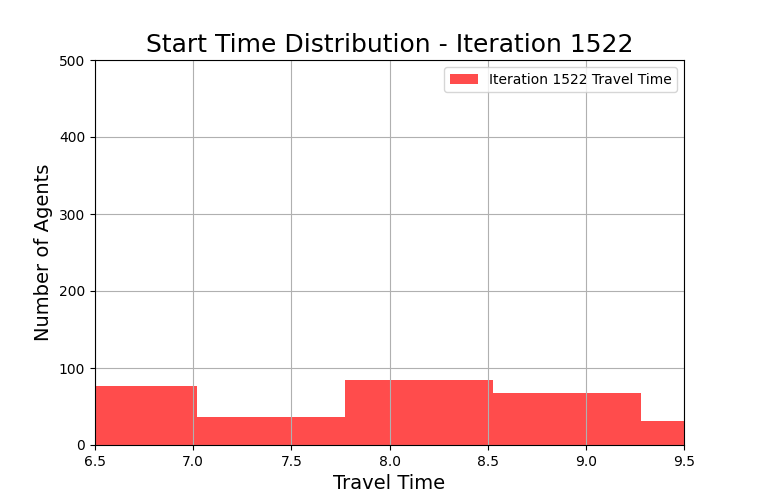 Start Time Distribution - Iteration 1522
Iteration 1522 Travel Time
Number of Agents
500
400
300
200
100
0
6.5 7.0 7.5 8.0 8.5 9.0 9.5
Travel Time